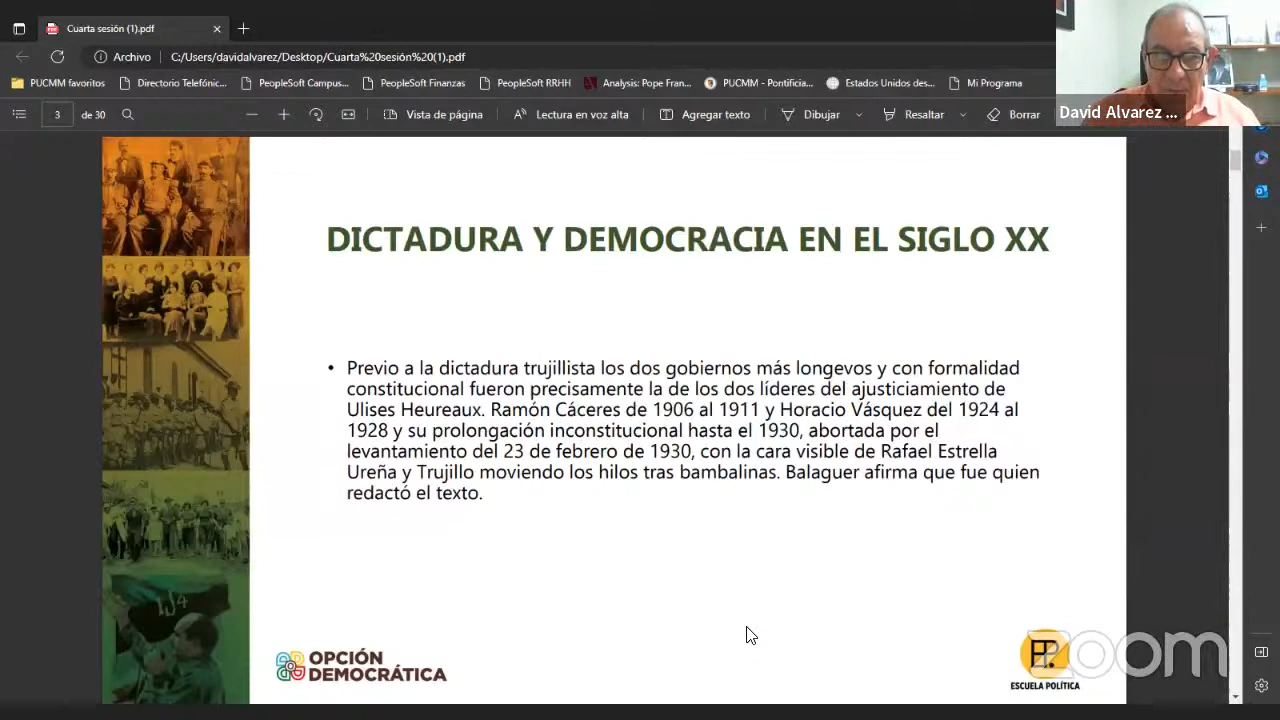 Cuarta sesión (1).pdf
Archivo
C:/Users/davidalvarez/Desktop/Cuarta%20sesión%20(1).pdf
PUCMM favoritos
Directorio Telefónic...
PeopleSoft Campus...
PeopleSoft Finanzas
PeopleSoft RRHH
Analysis: Pope Fran...
PUCMM - Pontificia...
Estados Unidos des...
Mi Programa
3 de 30
Vista de página
Lectura en voz alta
Agregar texto
Dibujar
Resaltar
Borrar
David Alvarez ...
DICTADURA Y DEMOCRACIA EN EL SIGLO XX
• Previo a la dictadura trujillista los dos gobiernos más longevos y con formalidad
constitucional fueron precisamente la de los dos líderes del ajusticiamiento de
Ulises Heureaux. Ramón Cáceres de 1906 al 1911 y Horacio Vásquez del 1924 al
1928 y su prolongación inconstitucional hasta el 1930, abortada por el
levantamiento del 23 de febrero de 1930, con la cara visible de Rafael Estrella
Ureña y Trujillo moviendo los hilos tras bambalinas. Balaguer afirma que fue quien
redactó el texto.
1J4
OPCIÓN
DEMOCRÁTICA
EP.
ESCUELA POLÍTICA
zoom